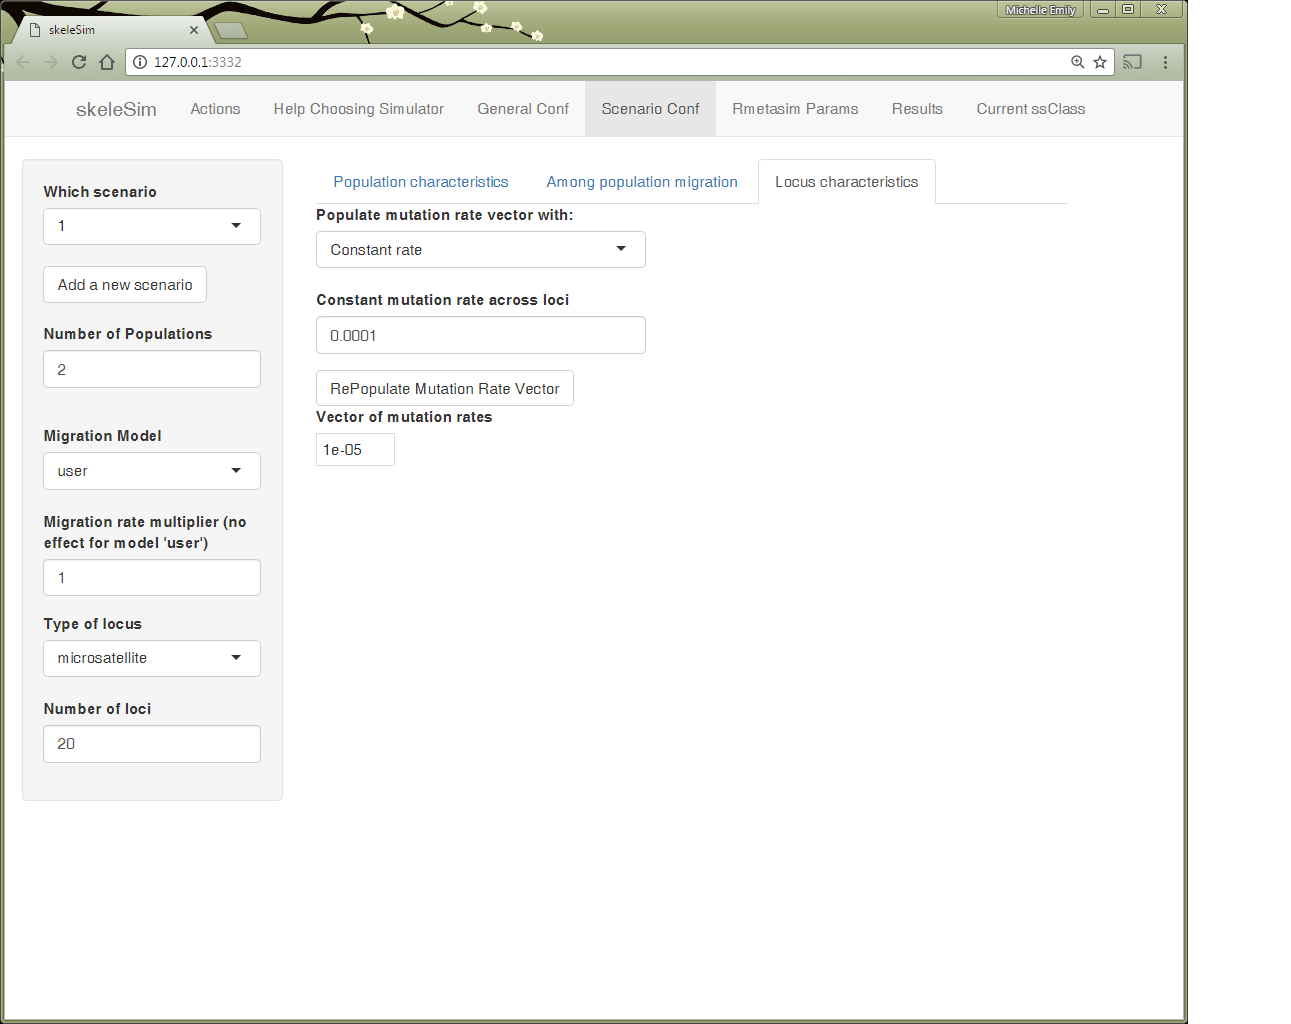 Michelle Emily
skeleSim
127.0.0.1:3332
skeleSim Actions Help Choosing Simulator General Conf Scenario Conf Rmetasim Params Results Current ssClass
Which scenario
1
Add a new scenario
Number of Populations
2
Migration Model
user
Migration rate multiplier (no
effect for model 'user')
1
Type of locus
microsatellite
Number of loci
20
Population characteristics Among population migration Locus characteristics
Populate mutation rate vector with:
Constant rate
Constant mutation rate across loci
0.0001
RePopulate Mutation Rate Vector
Vector of mutation rates
1e-05